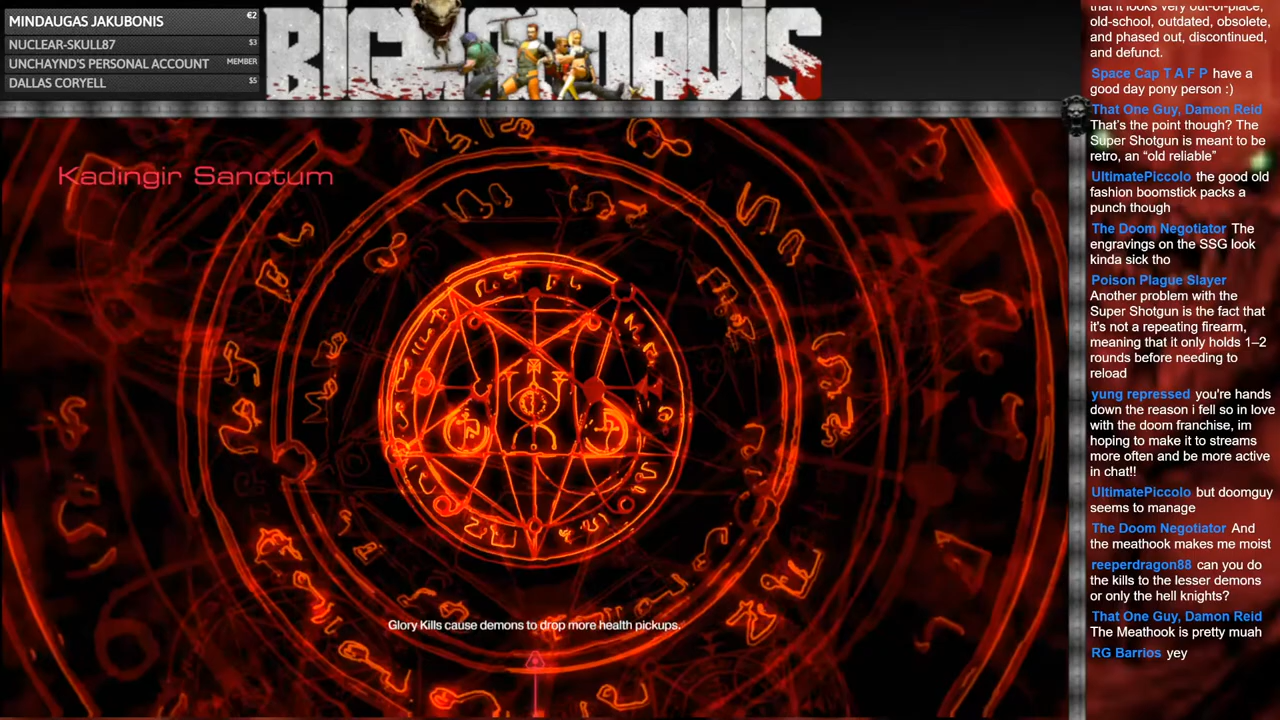 MINDAUGAS JAKUBONIS €2
NUCLEAR-SKULL87 $3
UNCHAYND'S PERSONAL ACCOUNT MEMBER
DALLAS CORYELL $5
Kadingir Sanctum
Glory Kills cause demons to drop more health pickups.
that it looks very out-of-place,
old-school, outdated, obsolete,
and phased out, discontinued,
and defunct.
Space Cap T A F P have a
good day pony person :)
That One Guy, Damon Reid
That's the point though? The
Super Shotgun is meant to be
retro, an “old reliable”
UltimatePiccolo the good old
fashion boomstick packs a
punch though
The Doom Negotiator The
engravings on the SSG look
kinda sick tho
Poison Plague Slayer
Another problem with the
Super Shotgun is the fact that
it's not a repeating firearm,
meaning that it only holds 1–2
rounds before needing to
reload
yung repressed you're hands
down the reason i fell so in love
with the doom franchise, im
hoping to make it to streams
more often and be more active
in chat!!
UltimatePiccolo but doomguy
seems to manage
The Doom Negotiator And
the meathook makes me moist
reeperdragon88 can you do
the kills to the lesser demons
or only the hell knights?
That One Guy, Damon Reid
The Meathook is pretty muah
RG Barrios yey